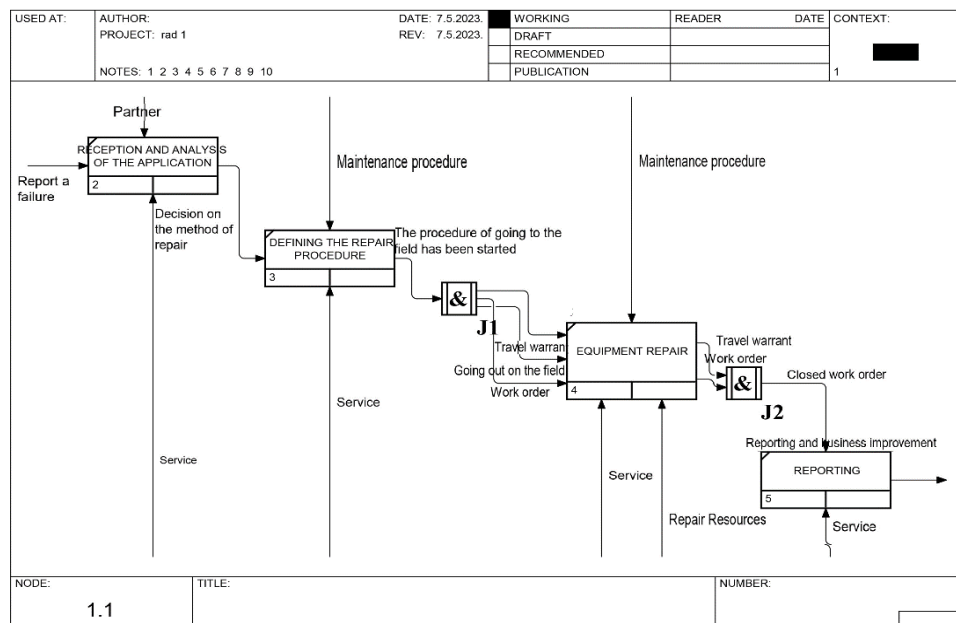 USED AT:
AUTHOR:
DATE: 7.5.2023.
WORKING
READER
DATE
CONTEXT:
PROJECT: rad 1
REV: 7.5.2023.
DRAFT
RECOMMENDED
NOTES: 1 2 3 4 5 6 7 8 9 10
PUBLICATION
1
Partner
RECEPTION AND ANALYSIS
OF THE APPLICATION
2
Report a
failure
Decision on
the method of
repair
Maintenance procedure
Maintenance procedure
DEFINING THE REPAIR
PROCEDURE
3
The procedure of going to the
field has been started
&
J1
Travel warrant
Going out on the field
Work order
EQUIPMENT REPAIR
4
Travel warrant
Work order
&
J2
Closed work order
Service
Service
Reporting and business improvement
REPORTING
5
Service
Repair Resources
Service
NODE:
TITLE:
NUMBER:
1.1